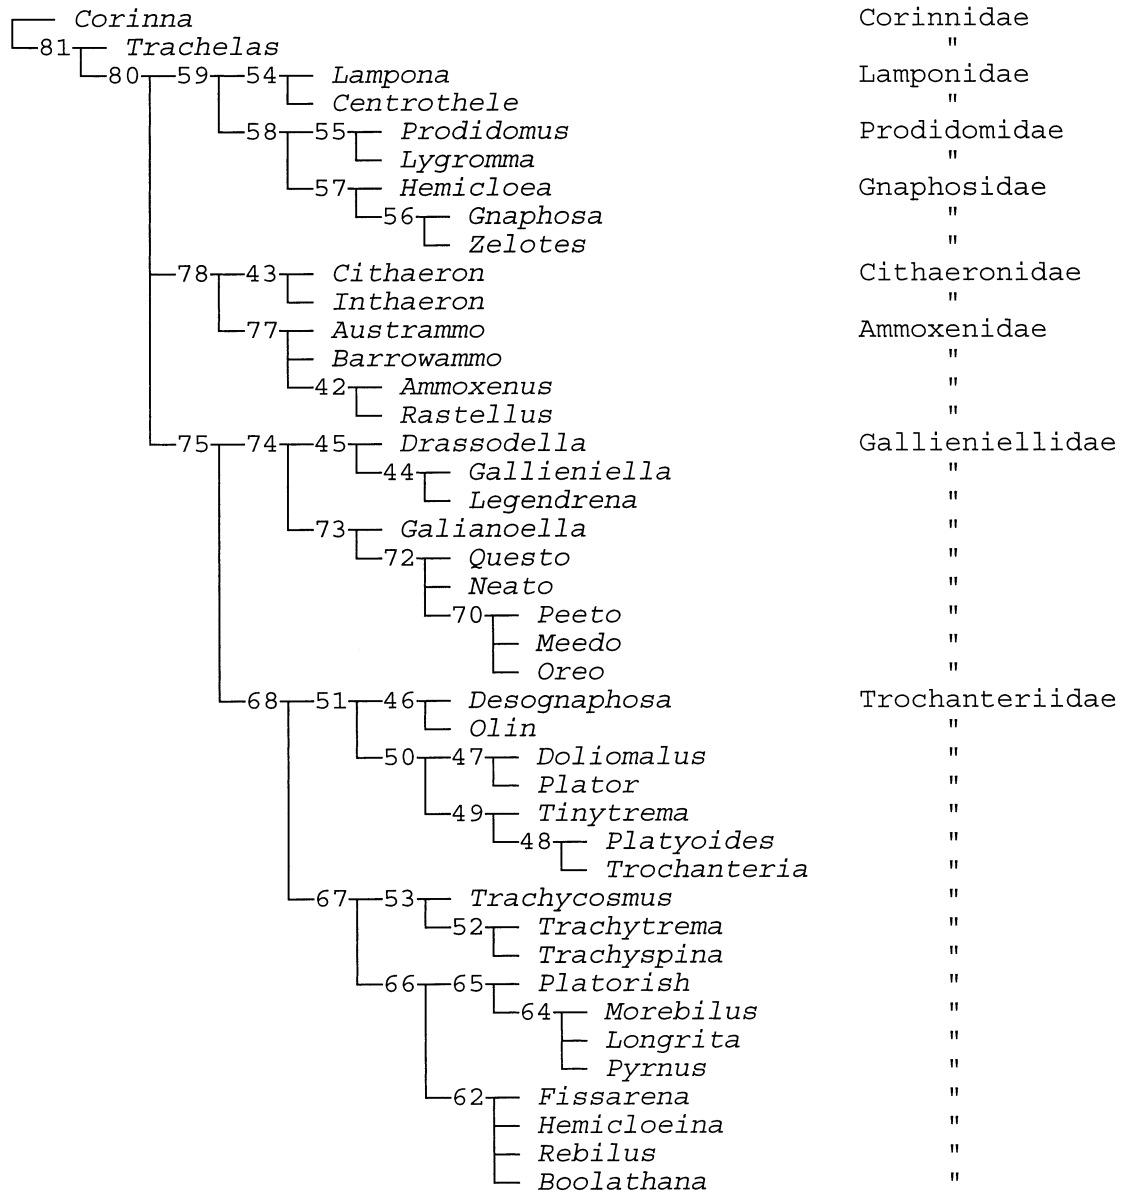 Corinna Corinnidae
81 Trachelas "
80 59 54 Lampona Lamponidae
Centrothele "
58 55 Prodidomus Prodidomidae
Lygromma "
57 Hemicloea Gnaphosidae
56 Gnaphosa "
Zelotes "
78 43 Cithaeron Cithaeronidae
Inthaeron "
77 Austrammo Ammoxenidae
Barrowammo "
42 Ammoxenus "
Rastellus "
75 74 45 Drassodella Gallieniellidae
44 Gallieniella "
Legendrena "
73 Galianoella "
72 Questo "
Neato "
70 Peeto "
Meedo "
Oreo "
68 51 46 Desognaphosa Trochanteriidae
Olin "
50 47 Doliomalus "
Plator "
49 Tinytrema "
48 Platyoides "
Trochanteria "
67 53 Trachycosmus "
52 Trachytrema "
Trachyspina "
66 65 Platorish "
64 Morebilus "
Longrita "
Pyrnus "
62 Fissarena "
Hemicloeina "
Rebilus "
Boolathana "